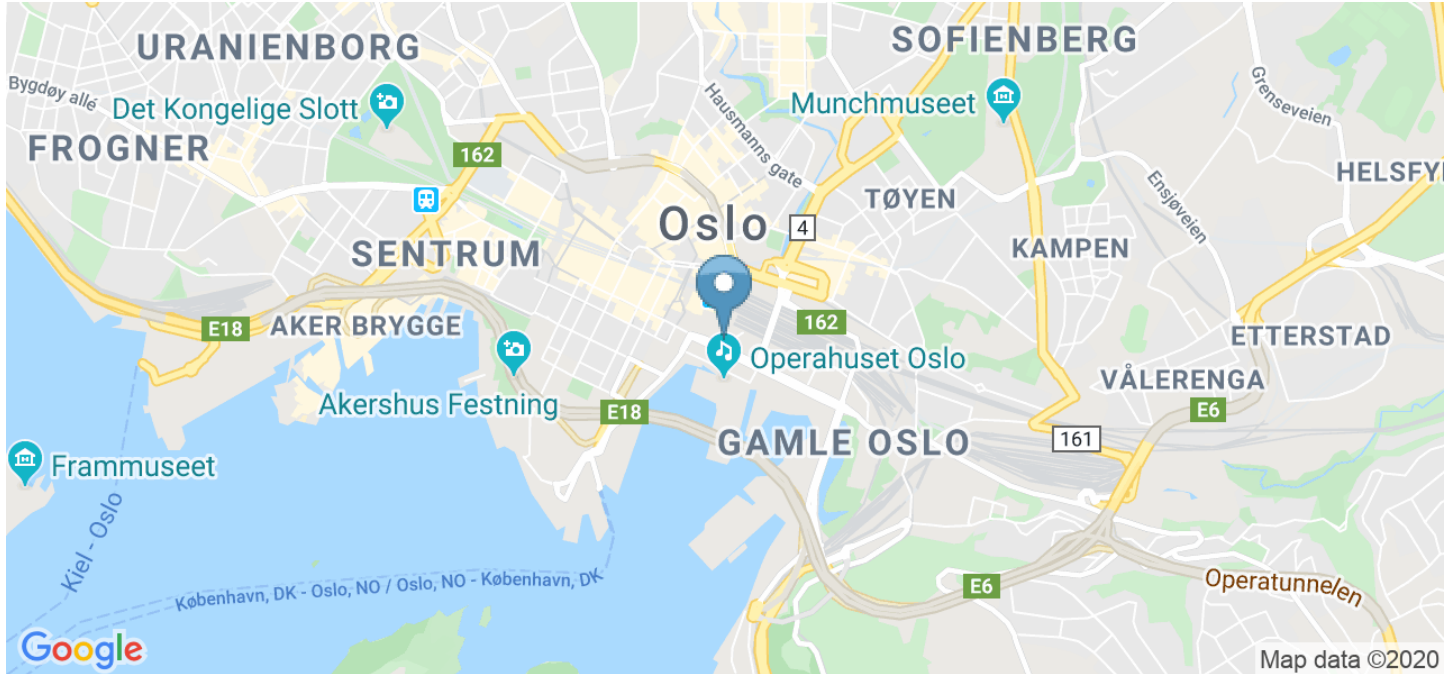 URANIENBORG
SOFIENBERG
Bygdøy allé
Det Kongelige Slott
Hausmanns gate
Munchmuseet
Grenseveien
FROGNER
162
HELSFY
TØYEN
Ensjøveien
Oslo
4
SENTRUM
KAMPEN
E18
AKER BRYGGE
162
ETTERSTAD
Operahuset Oslo
VÅLERENGA
Akershus Festning
E18
E6
GAMLE OSLO
161
Frammuseet
Kiel - Oslo
København, DK - Oslo, NO / Oslo, NO - København, DK
E6
Operatunnelen
Google
Map data ©2020